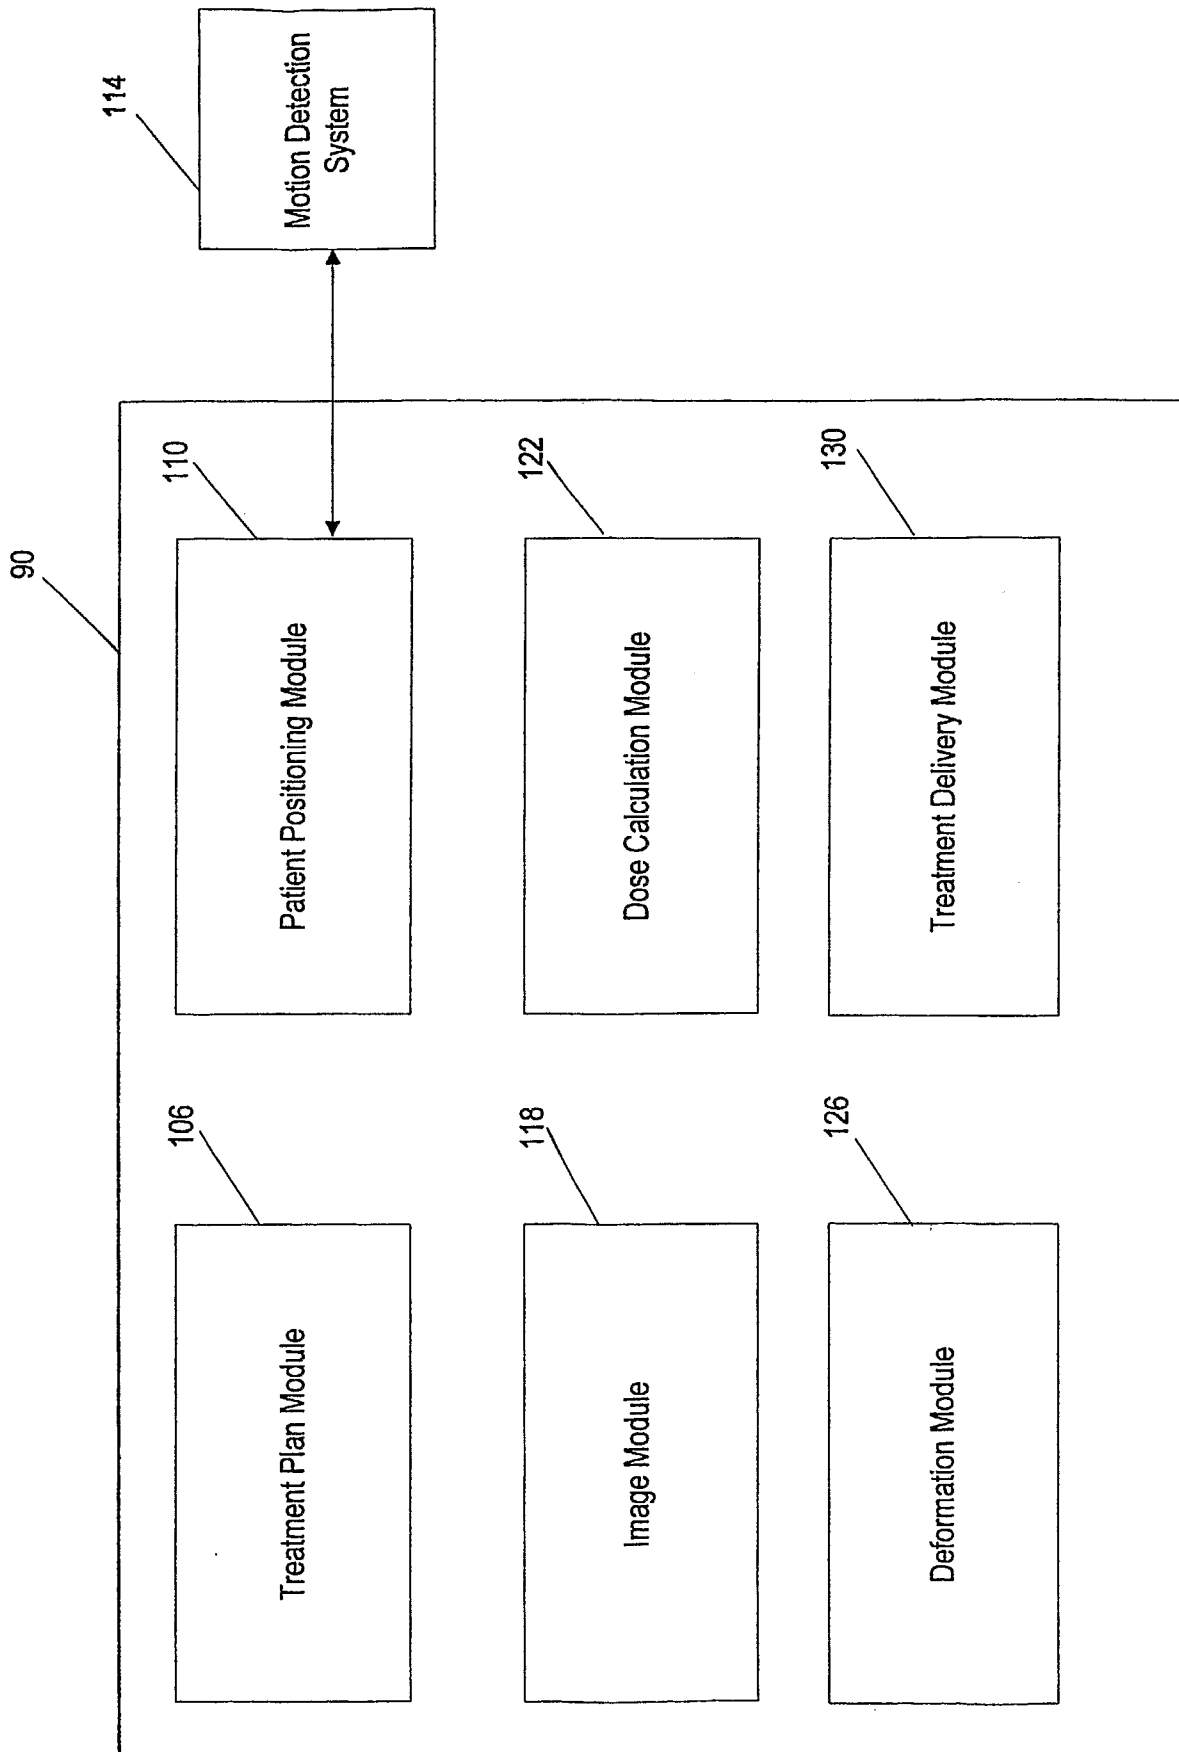 90
106
Treatment Plan Module
110
Patient Positioning Module
114
Motion Detection
System
118
Image Module
122
Dose Calculation Module
126
Deformation Module
130
Treatment Delivery Module